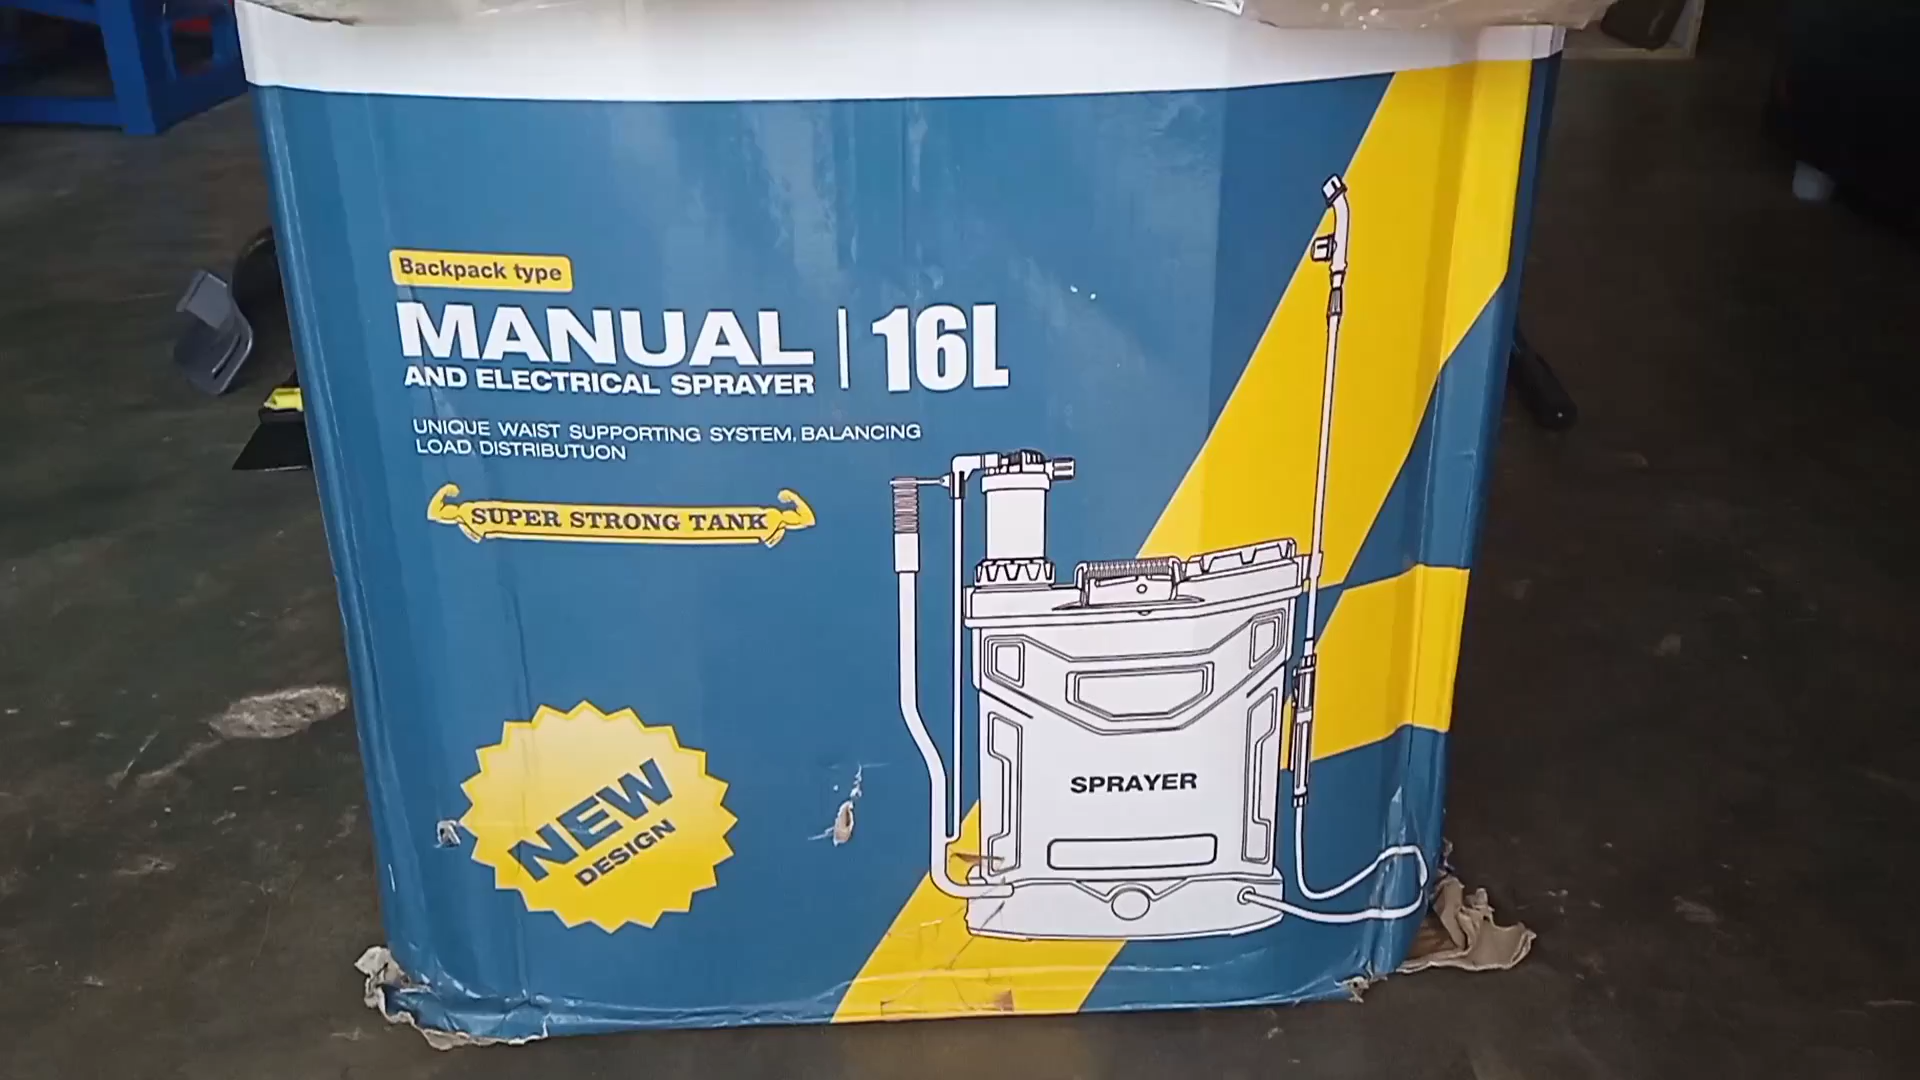 Backpack type
MANUAL | 16L
AND ELECTRICAL SPRAYER
UNIQUE WAIST SUPPORTING SYSTEM, BALANCING
LOAD DISTRIBUTUON
SUPER STRONG TANK
NEW
DESIGN
SPRAYER